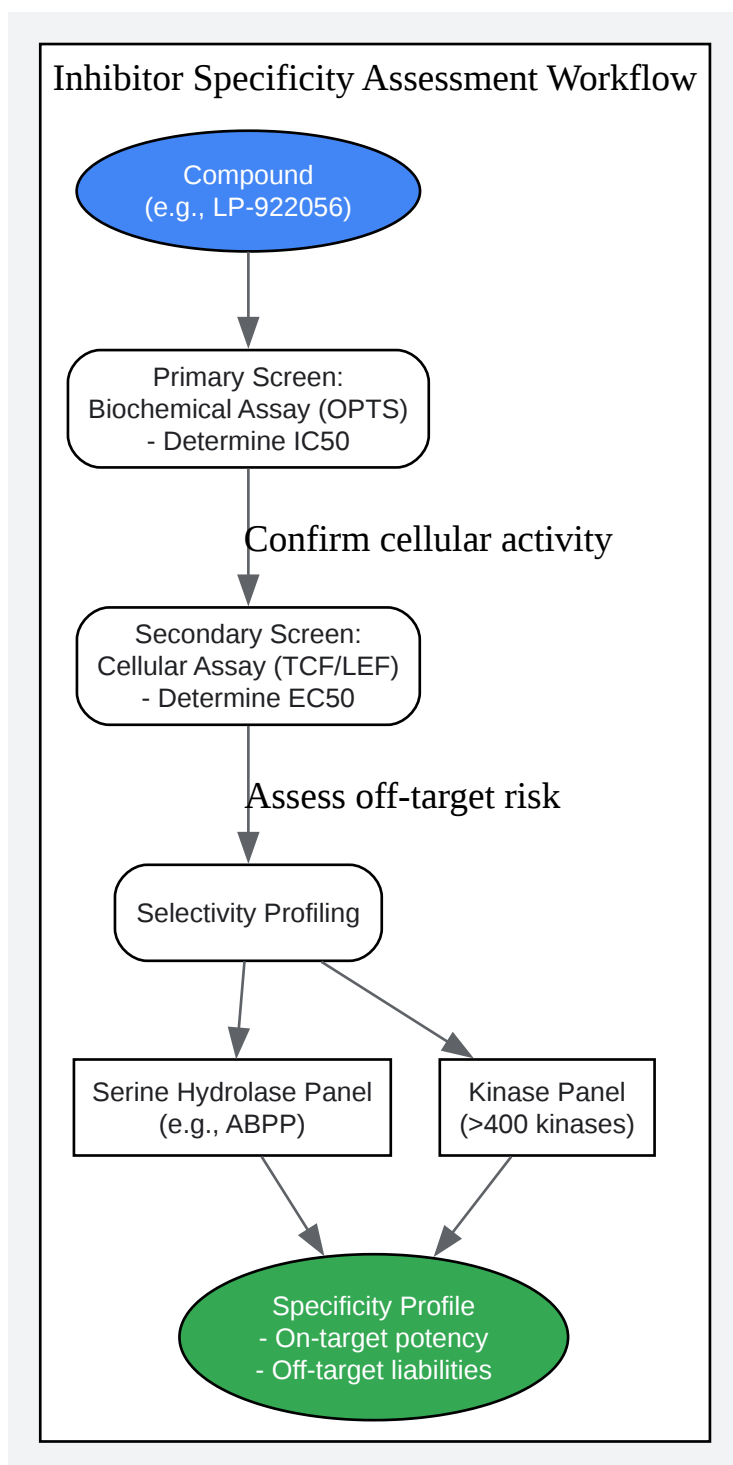 Inhibitor Specificity Assessment Workflow
Compound
(e.g., LP-922056)
Primary Screen:
Biochemical Assay (OPTS)
- Determine IC50
Confirm cellular activity
Secondary Screen:
Cellular Assay (TCF/LEF)
- Determine EC50
Assess off-target risk
Selectivity Profiling
Serine Hydrolase Panel
(e.g., ABPP)
Kinase Panel
(>400 kinases)
Specificity Profile
- On-target potency
- Off-target liabilities